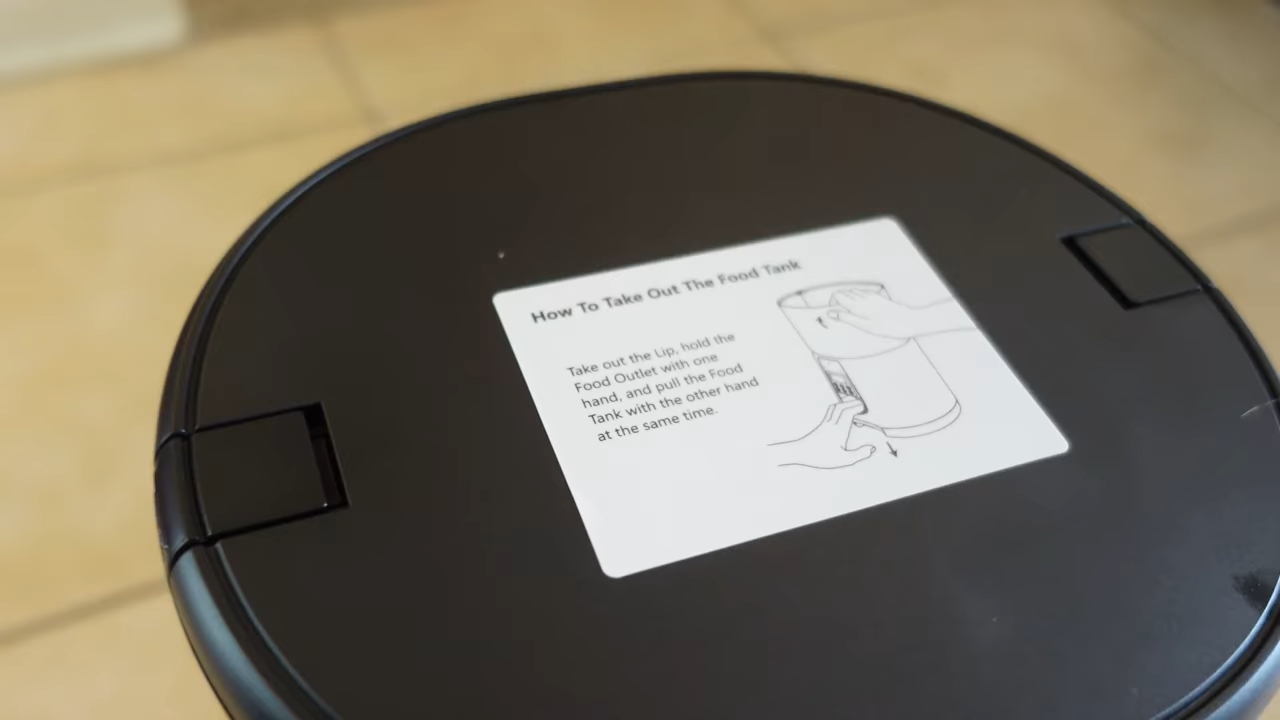 How To Take Out The Food Tank
Take out the Lip, hold the
Food Outlet with one
hand, and pull the Food
Tank with the other hand
at the same time.